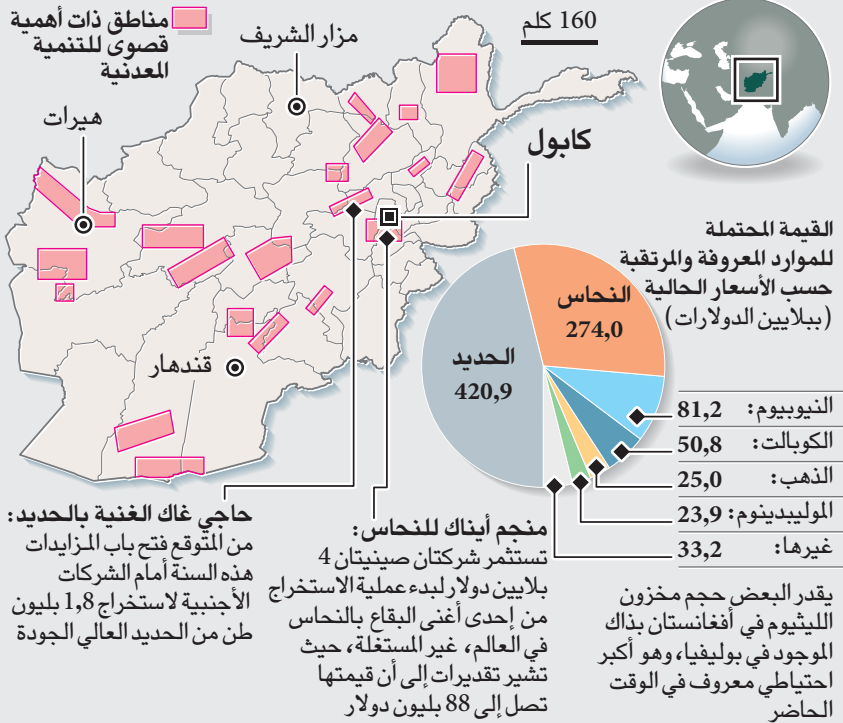 مناطق ذات أهمية
قصوى للتنمية
المعدنية
مزار الشريف
160 كلم
هيرات
كابول
قندهار
القيمة المحتملة
للموارد المعروفة والمرتقبة
حسب الأسعار الحالية
(ببلايين الدولارات)
النحاس
274,0
الحديد
420,9
النيوبيوم: 81,2
الكوبالت: 50,8
الذهب: 25,0
الموليبدينوم: 23,9
غيرها: 33,2
يقدر البعض حجم مخزون
الليثيوم في أفغانستان بذاك
الموجود في بوليفيا، وهو أكبر
احتياطي معروف في الوقت
الحاضر
منجم أيناك للنحاس:
تستثمر شركتان صينيتان 4
بلايين دولار لبدء عملية الاستخراج
من إحدى أغنى البقاع بالنحاس
في العالم، غير المستغلة، حيث
تشير تقديرات إلى أن قيمتها
تصل إلى 88 بليون دولار
حاجي غاك الغنية بالحديد:
من المتوقع فتح باب المزايدات
هذه السنة أمام الشركات
الأجنبية لاستخراج 1,8 بليون
طن من الحديد العالي الجودة